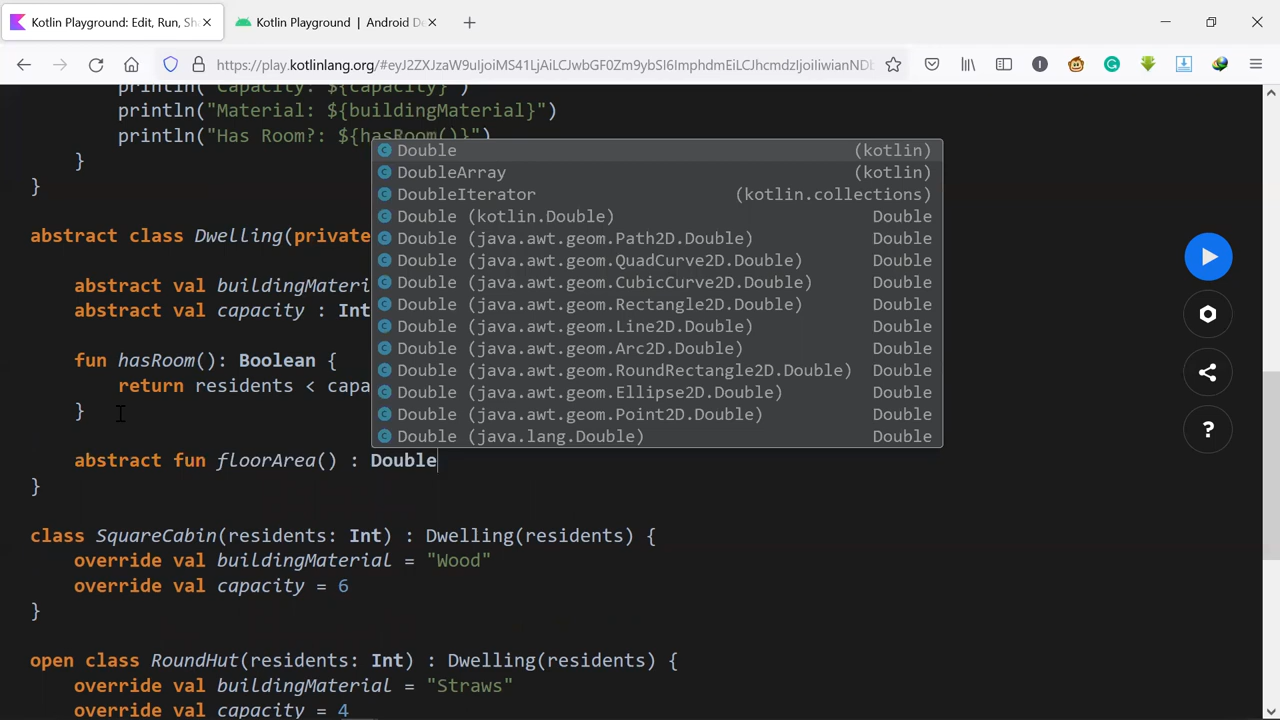 Kotlin Playground: Edit, Run, Sh
Kotlin Playground | Android De
https://play.kotlinlang.org/#eyJ2ZXJzaW9uIjoiMS41LjAiLCJwbGF0Zm9ybSI6ImphdmEiLCJhcmdzIjoiIiwianNDb
println("Capacity: ${capacity}")
println("Material: ${buildingMaterial}")
println("Has Room?: ${hasRoom()}")
}
}
Double (kotlin)
DoubleArray (kotlin)
DoubleIterator (kotlin.collections)
Double (kotlin.Double) Double
Double (java.awt.geom.Path2D.Double) Double
Double (java.awt.geom.QuadCurve2D.Double) Double
Double (java.awt.geom.CubicCurve2D.Double) Double
Double (java.awt.geom.Rectangle2D.Double) Double
Double (java.awt.geom.Line2D.Double) Double
Double (java.awt.geom.Arc2D.Double) Double
Double (java.awt.geom.RoundRectangle2D.Double) Double
Double (java.awt.geom.Ellipse2D.Double) Double
Double (java.awt.geom.Point2D.Double) Double
Double (java.lang.Double) Double
abstract class Dwelling(private
abstract val buildingMateri
abstract val capacity : Int
fun hasRoom(): Boolean {
return residents < capa
}
abstract fun floorArea() : Double
}
class SquareCabin(residents: Int) : Dwelling(residents) {
override val buildingMaterial = "Wood"
override val capacity = 6
}
open class RoundHut(residents: Int) : Dwelling(residents) {
override val buildingMaterial = "Straws"
override val capacity = 4